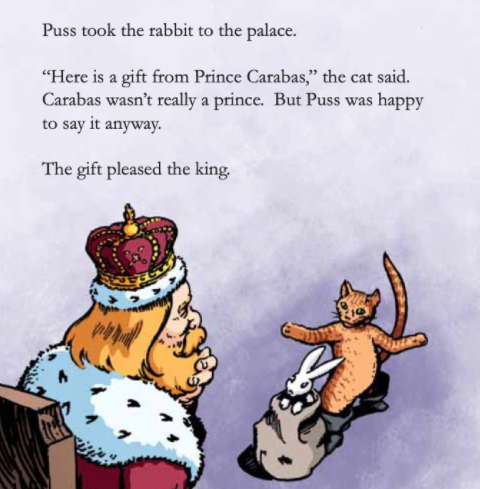 Puss took the rabbit to the palace.
“Here is a gift from Prince Carabas,” the cat said.
Carabas wasn’t really a prince.  But Puss was happy
to say it anyway.
The gift pleased the king.